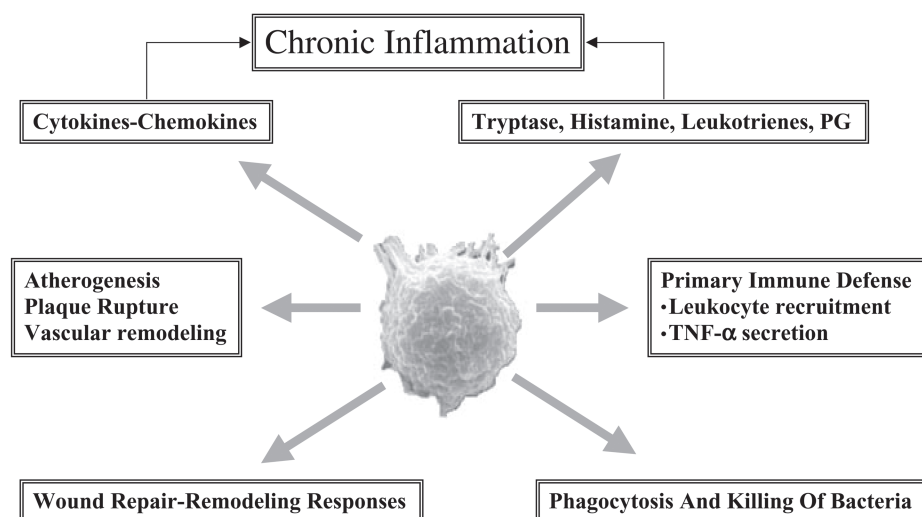 Chronic Inflammation
Cytokines-Chemokines
Tryptase, Histamine, Leukotrienes, PG
Atherogenesis
Plaque Rupture
Vascular remodeling
Primary Immune Defense
•Leukocyte recruitment
•TNF-α secretion
Wound Repair-Remodeling Responses
Phagocytosis And Killing Of Bacteria